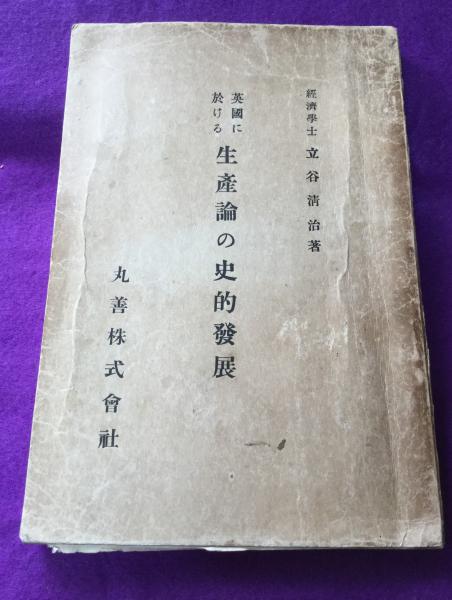 經濟學士 立谷清治著
英國に
於ける
生產論の史的發展
丸善株式會社